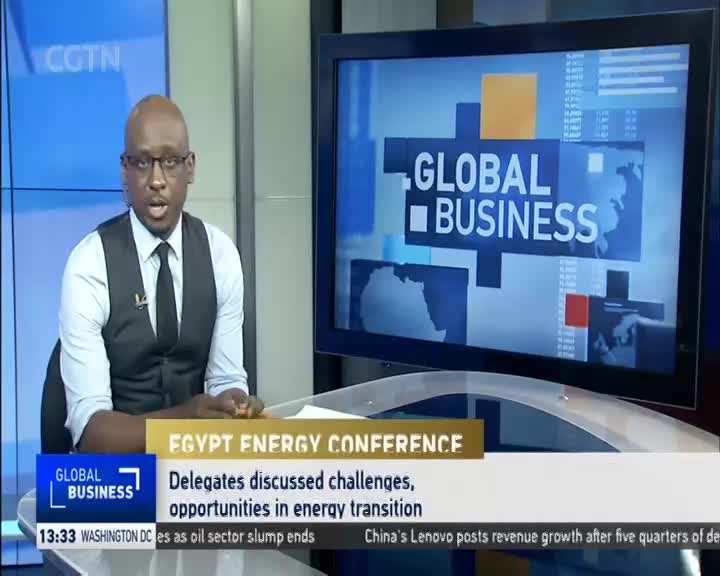 CGTN
GLOBAL
BUSINESS
EGYPT ENERGY CONFERENCE
Delegates discussed challenges,
opportunities in energy transition
GLOBAL
BUSINESS
13:33 WASHINGTON DC
es as oil sector slump ends China's Lenovo posts revenue growth after five quarters of de